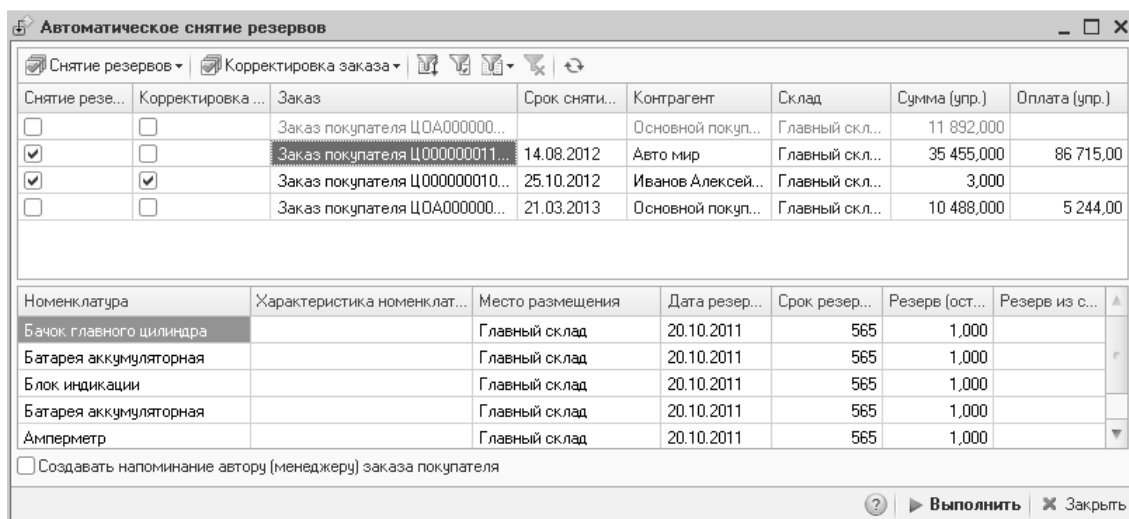 Автоматическое снятие резервов
Снятие резервов Корректировка заказа
Снятие резе... Корректировка ... Заказ Срок сняти... Контрагент Склад Сумма (упр.) Оплата (упр.)
Заказ покупателя ЦОА000000... Основной покуп... Главный скл... 11 892,000
Заказ покупателя Ц000000011... 14.08.2012 Авто мир Главный скл... 35 455,000 86 715,00
Заказ покупателя Ц000000010... 25.10.2012 Иванов Алексей... Главный скл... 3,000
Заказ покупателя ЦОА000000... 21.03.2013 Основной покуп... Главный скл... 10 488,000 5 244,00
Номенклатура Характеристика номенклат... Место размещения Дата резер... Срок резер... Резерв (ост... Резерв из с...
Бачок главного цилиндра Главный склад 20.10.2011 565 1,000
Батарея аккумуляторная Главный склад 20.10.2011 565 1,000
Блок индикации Главный склад 20.10.2011 565 1,000
Батарея аккумуляторная Главный склад 20.10.2011 565 1,000
Амперметр Главный склад 20.10.2011 565 1,000
Создавать напоминание автору (менеджеру) заказа покупателя
? Выполнить Закрыть